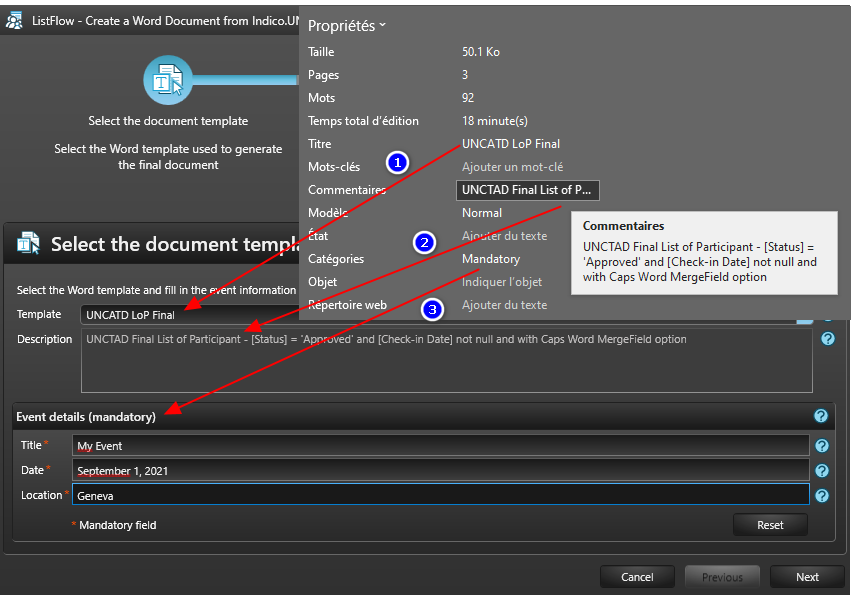 ListFlow - Create a Word Document from Indico.UN
Select the document template
Select the Word template used to generate
the final document
Propriétés
Taille 50.1 Ko
Pages 3
Mots 92
Temps total d'édition 18 minute(s)
Titre UNCATD LoP Final
Mots-clés Ajouter un mot-clé
1
Commentaires UNCTAD Final List of P...
Modèle Normal
État Ajouter du texte
2
Catégories Mandatory
Objet Indiquer l'objet
Répertoire web Ajouter du texte
3
Commentaires
UNCTAD Final List of Participant - [Status] =
'Approved' and [Check-in Date] not null and
with Caps Word MergeField option
Select the document templa
Select the Word template and fill in the event information
Template UNCATD LoP Final
Description UNCTAD Final List of Participant - [Status] = 'Approved' and [Check-in Date] not null and with Caps Word MergeField option
?
Event details (mandatory) ?
Title * My Event ?
Date * September 1, 2021 ?
Location * Geneva ?
* Mandatory field Reset
Cancel Previous Next